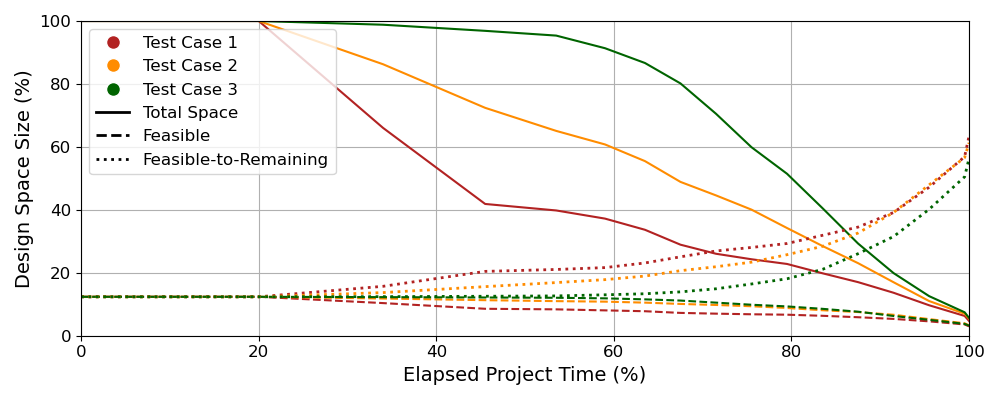 100
80
60
40
20
0
Design Space Size (%)
Test Case 1
Test Case 2
Test Case 3
Total Space
Feasible
Feasible-to-Remaining
0 20 40 60 80 100
Elapsed Project Time (%)